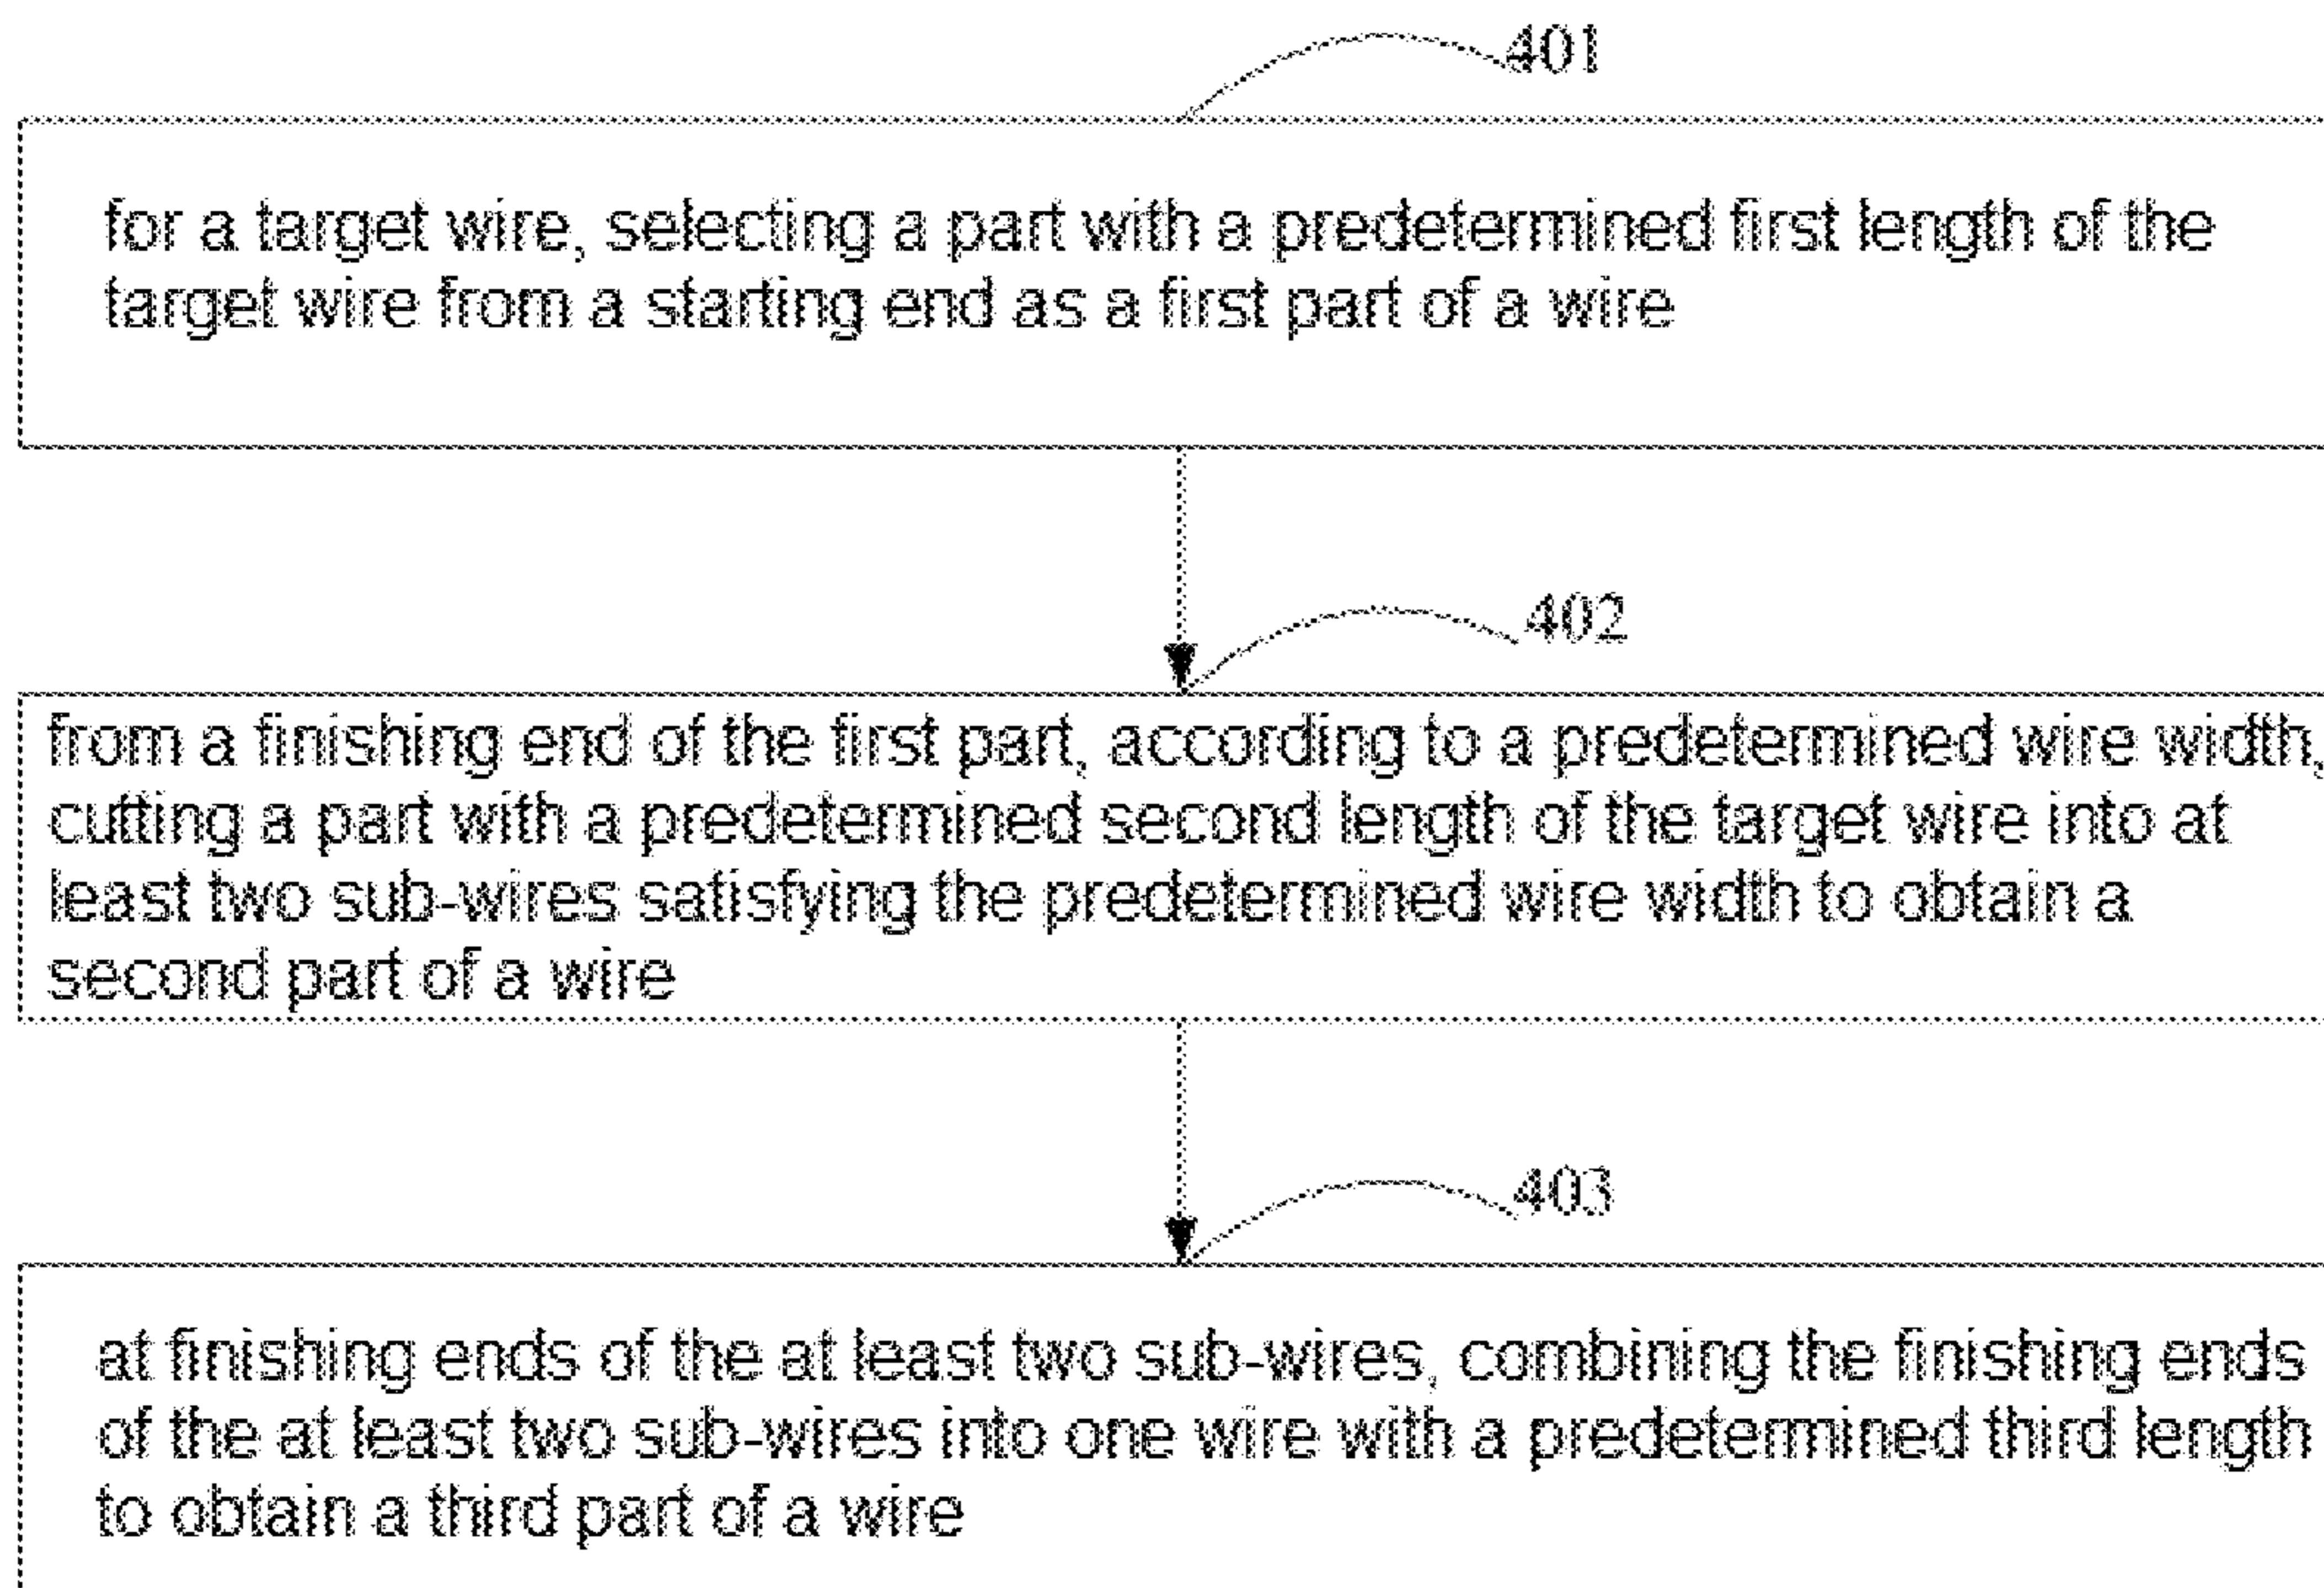 401
for a target wire, selecting a part with a predetermined first length of the
target wire from a starting end as a first part of a wire
402
from a finishing end of the first part, according to a predetermined wire width,
cutting a part with a predetermined second length of the target wire into at
least two sub-wires satisfying the predetermined wire width to obtain a
second part of a wire
403
at finishing ends of the at least two sub-wires, combining the finishing ends
of the at least two sub-wires into one wire with a predetermined third length
to obtain a third part of a wire